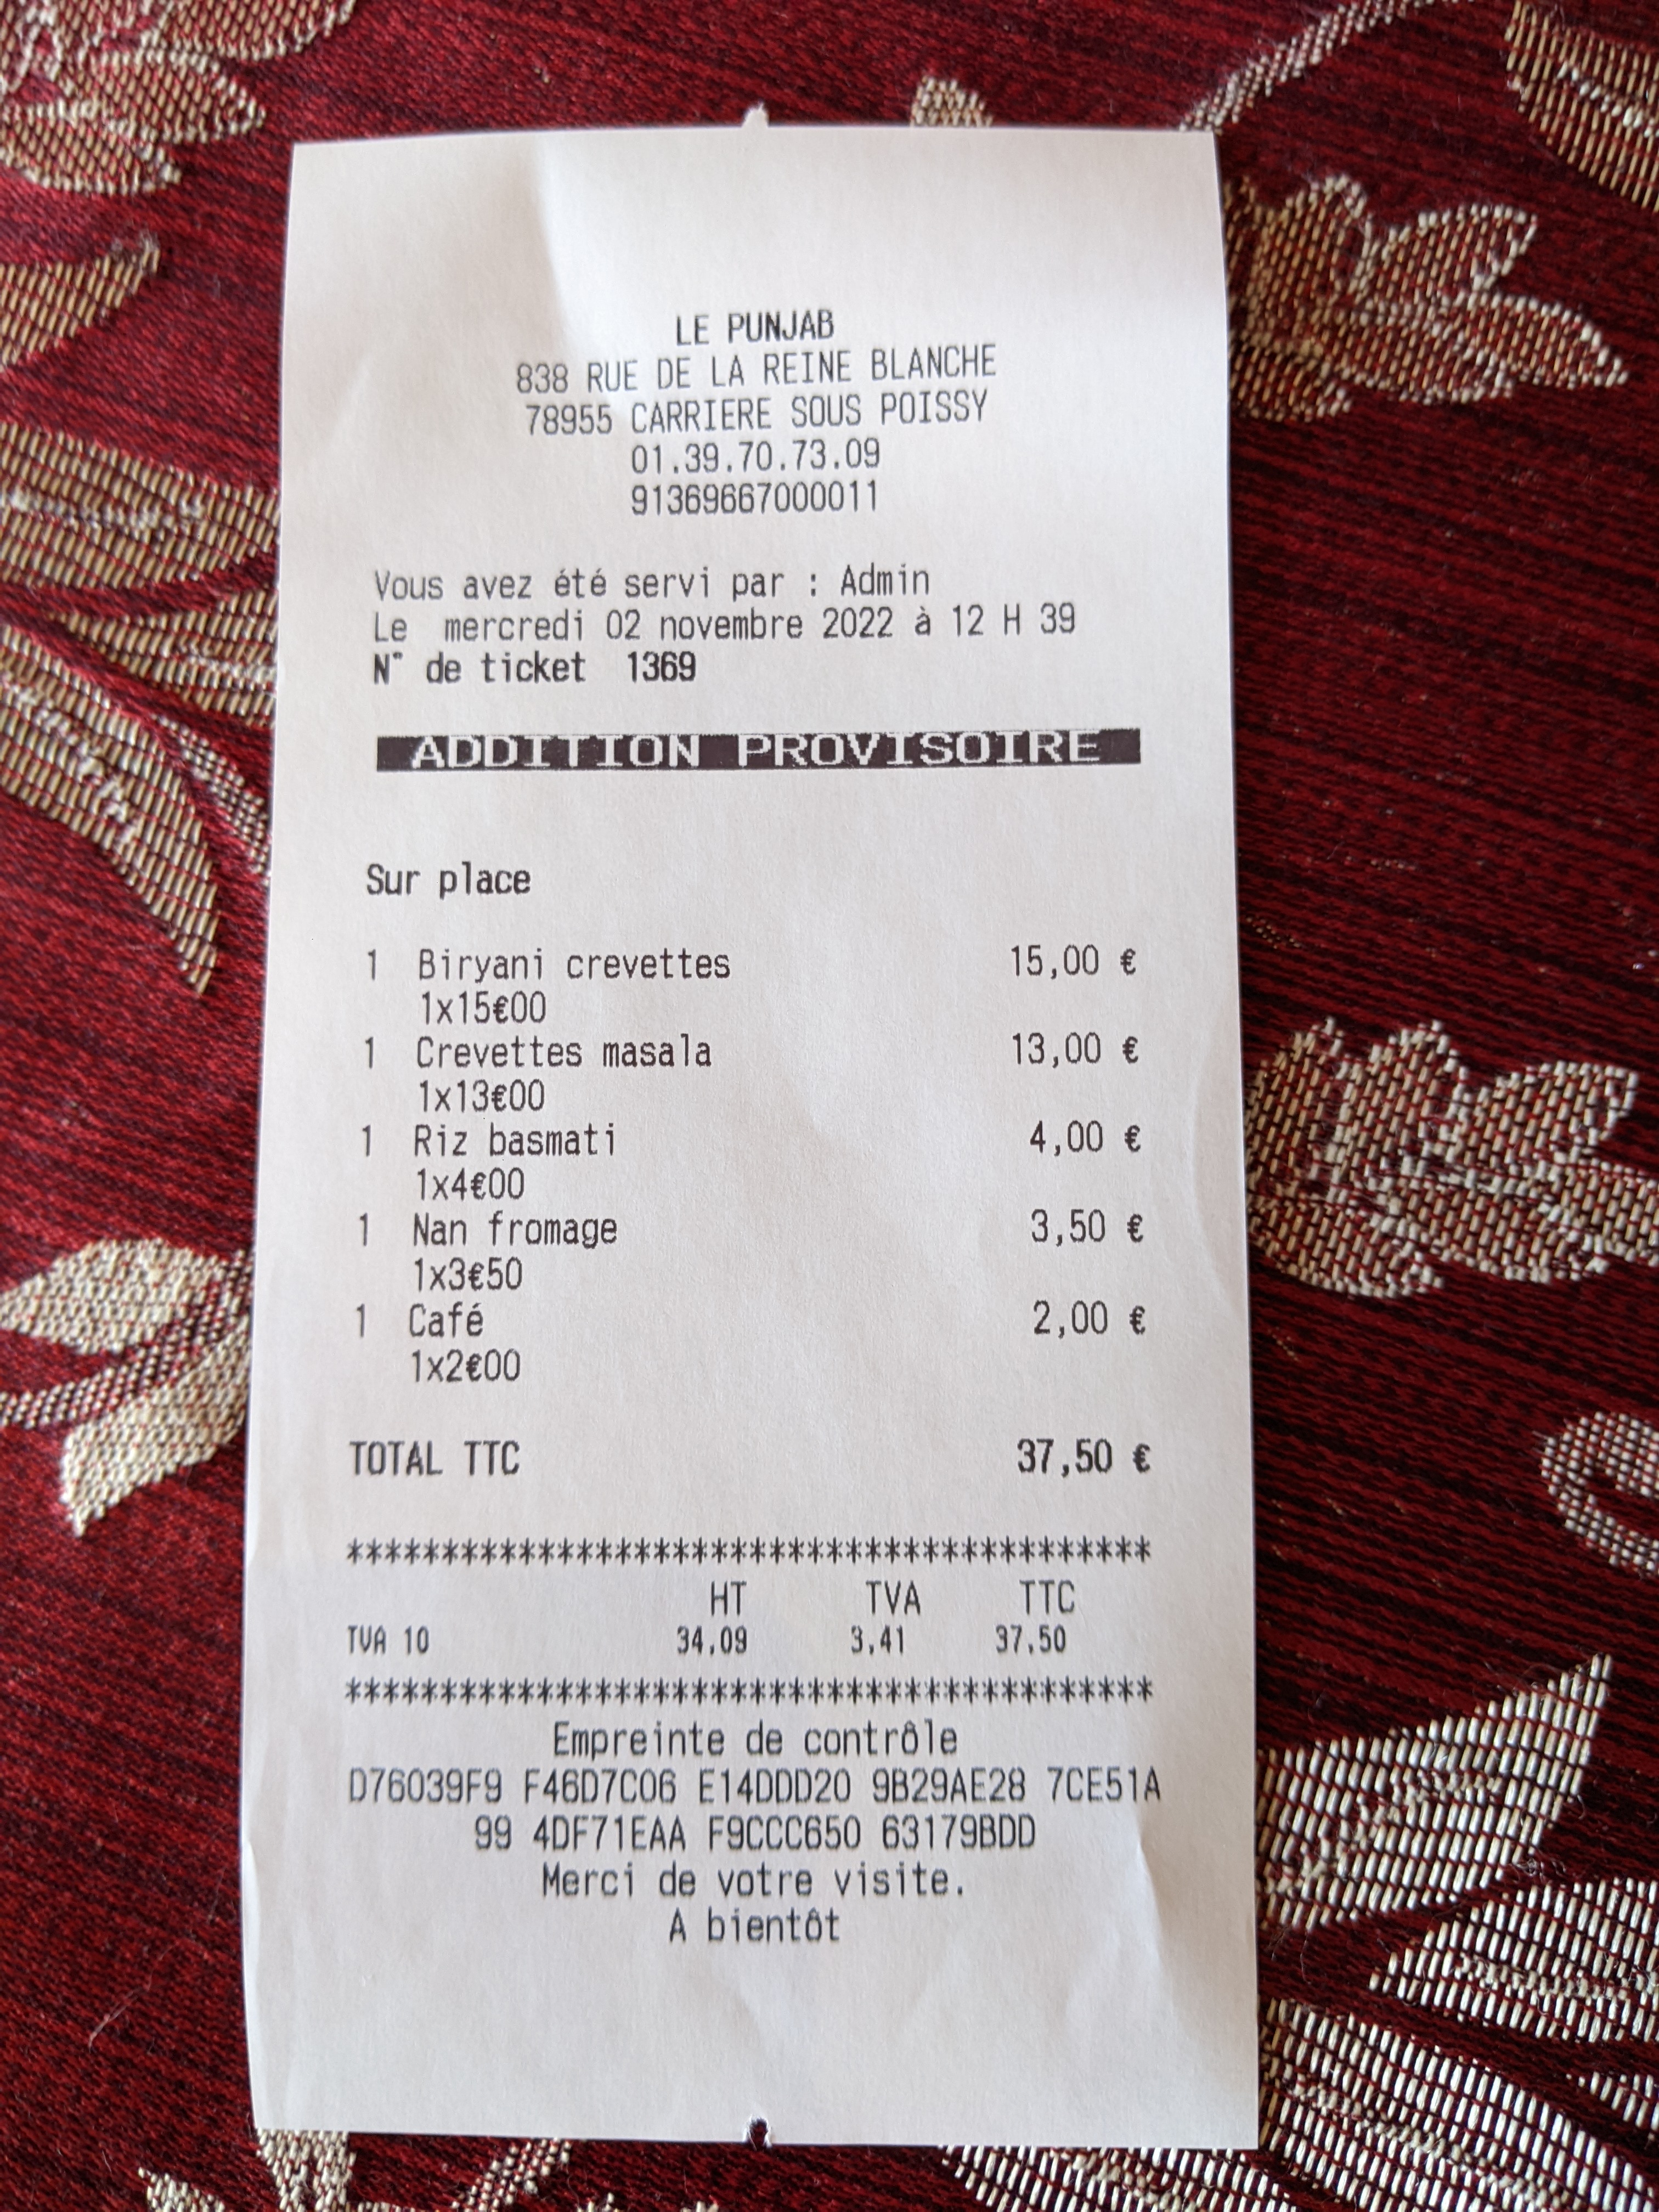 LE PUNJAB
838 RUE DE LA REINE BLANCHE
78955 CARRIERE SOUS POISSY
01.39.70.73.09
91369667000011
Vous avez été servi par : Admin
Le mercredi 02 novembre 2022 à 12 H 39
N° de ticket 1369
ADDITION PROVISOIRE
Sur place
1 Biryani crevettes 15,00 €
1x15€00
1 Crevettes masala 13,00 €
1x13€00
1 Riz basmati 4,00 €
1x4€00
1 Nan fromage 3,50 €
1x3€50
1 Café 2,00 €
1x2€00
TOTAL TTC 37,50 €
******************************************
HT TVA TTC
TVA 10 34.09 3.41 37.50
******************************************
Empreinte de contrôle
D76039F9 F46D7C06 E14DDD20 9B29AE28 7CE51A
99 4DF71EAA F9CCC650 63179BDD
Merci de votre visite.
A bientôt